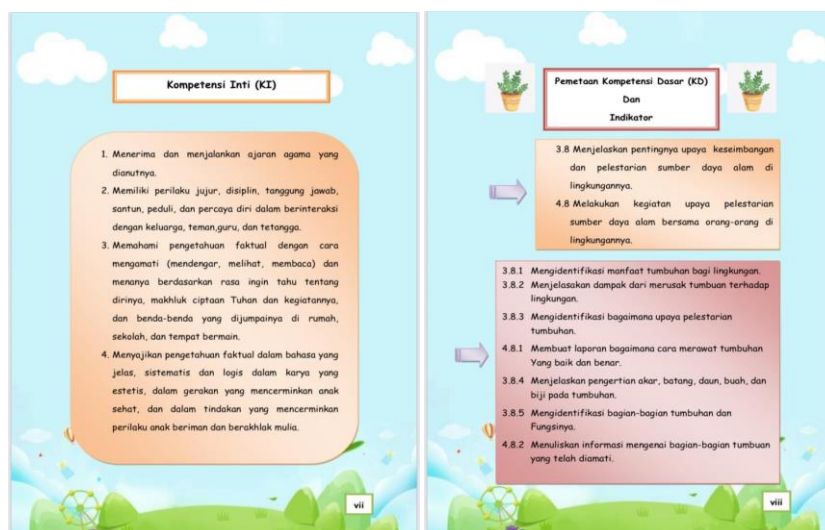 Kompetensi Inti (KI)
1. Menerima dan menjalankan ajaran agama yang
dianutnya.
2. Memiliki perilaku jujur, disiplin, tanggung jawab,
santun, peduli, dan percaya diri dalam berinteraksi
dengan keluarga, teman,guru, dan tetangga.
3. Memahami pengetahuan faktual dengan cara
mengamati (mendengar, melihat, membaca) dan
menanya berdasarkan rasa ingin tahu tentang
dirinya, makhluk ciptaan Tuhan dan kegiatannya,
dan benda-benda yang dijumpainya di rumah,
sekolah, dan tempat bermain.
4. Menyajikan pengetahuan faktual dalam bahasa yang
jelas, sistematis dan logis dalam karya yang
estetis, dalam gerakan yang mencerminkan anak
sehat, dan dalam tindakan yang mencerminkan
perilaku anak beriman dan berakhlak mulia.
vii
Pemetaan Kompetensi Dasar (KD)
Dan
Indikator
3.8 Menjelaskan pentingnya upaya keseimbangan
dan pelestarian sumber daya alam di
lingkungannya.
4.8 Melakukan kegiatan upaya pelestarian
sumber daya alam bersama orang-orang di
lingkungannya.
3.8.1 Mengidentifikasi manfaat tumbuhan bagi lingkungan.
3.8.2 Menjelasakan dampak dari merusak tumbuan terhadap
lingkungan.
3.8.3 Mengidentifikasi bagaimana upaya pelestarian
tumbuhan.
4.8.1 Membuat laporan bagaimana cara merawat tumbuhan
Yang baik dan benar.
3.8.4 Menjelaskan pengertian akar, batang, daun, buah, dan
biji pada tumbuhan.
3.8.5 Mengidentifikasi bagian-bagian tumbuhan dan
Fungsinya.
4.8.2 Menuliskan informasi mengenai bagian-bagian tumbuan
yang telah diamati.
viii